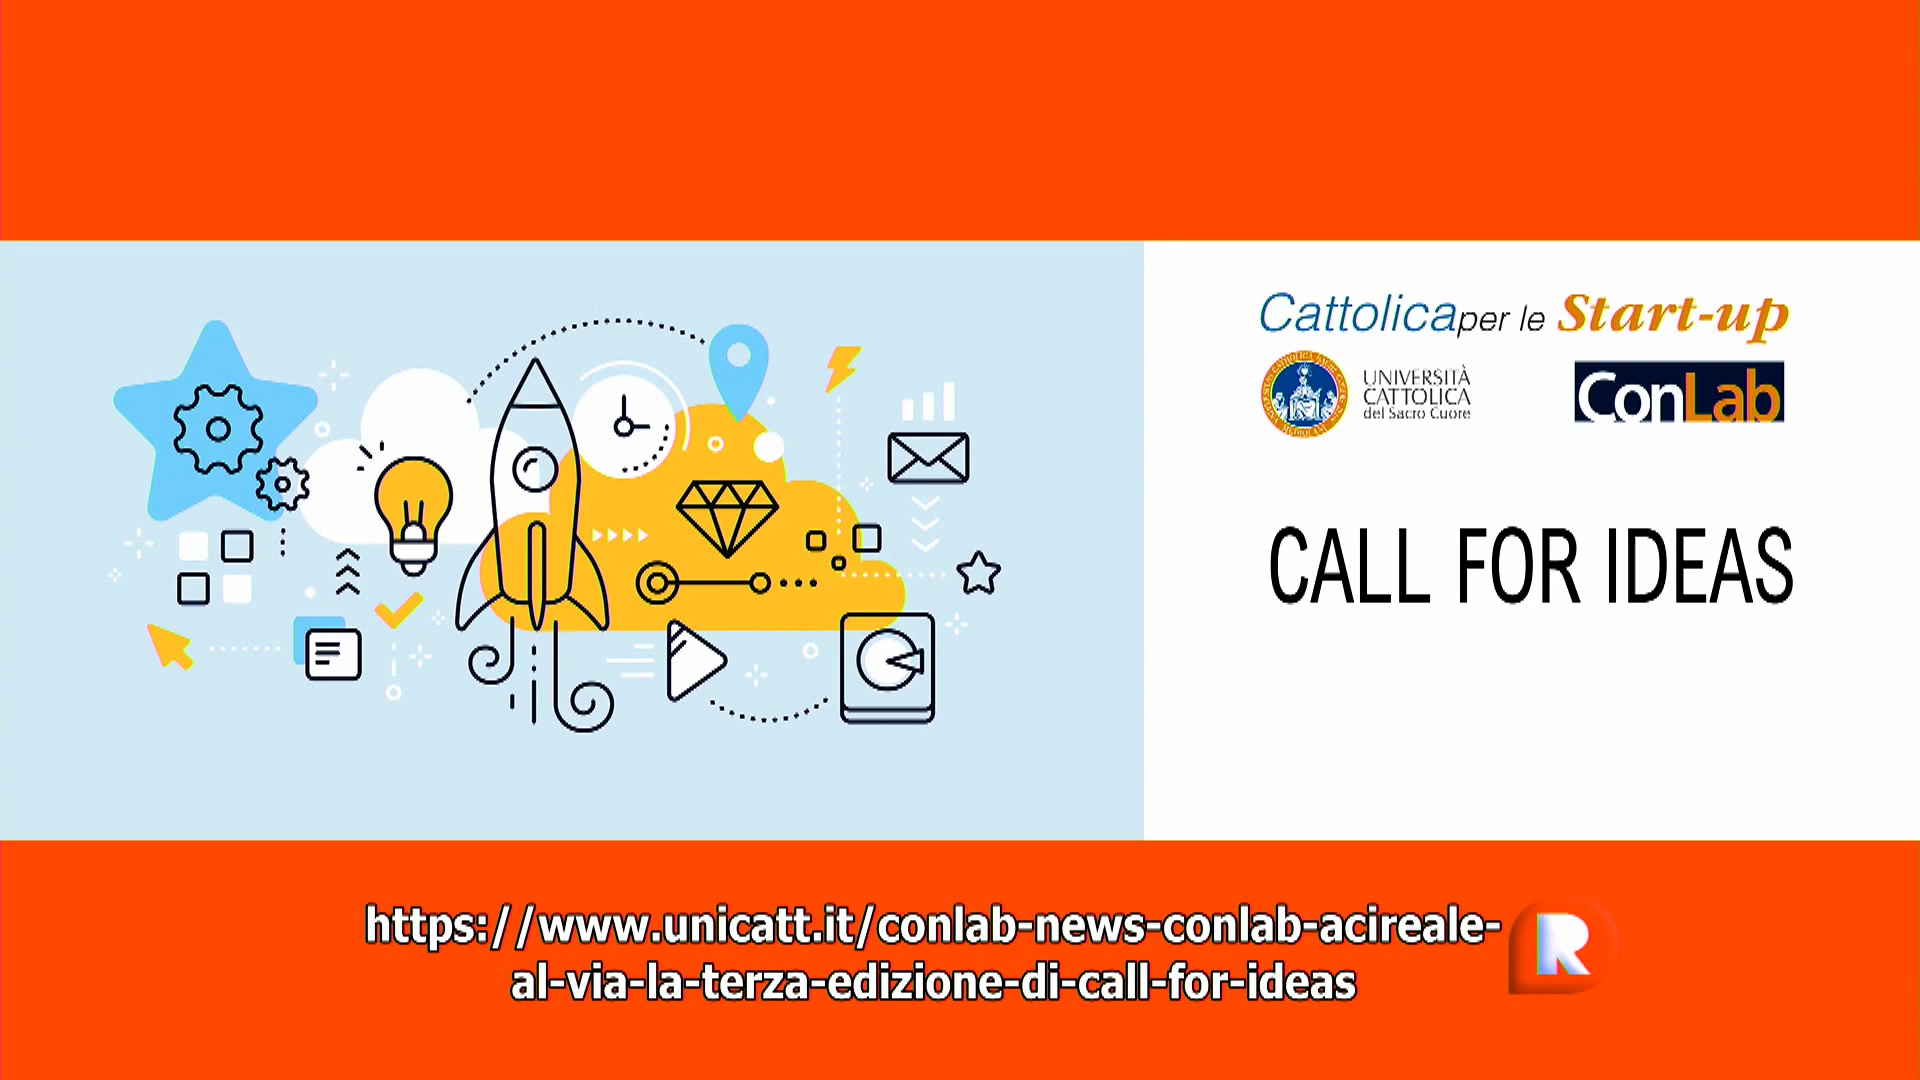 Cattolica per le Start-up
UNIVERSITÀ
CATTOLICA
del Sacro Cuore
ConLab
CALL FOR IDEAS
https://www.unicatt.it/conlab-news-conlab-acireale-
al-via-la-terza-edizione-di-call-for-ideas
R